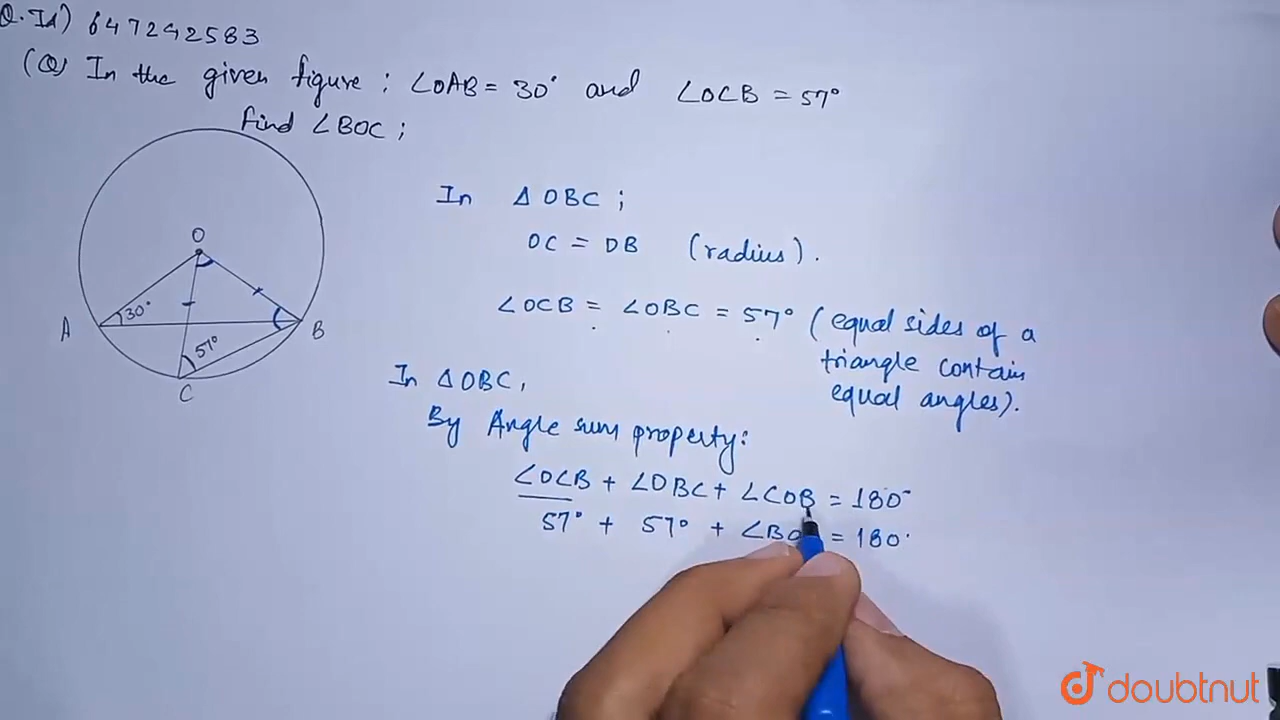 Q. Id) 647242583
(Q) In the given figure ; ∠OAB = 30° and ∠OCB = 57°
find ∠BOC ;
In △ OBC ;
OC = OB (radius).
∠OCB = ∠OBC = 57° (equal sides of a
triangle contain
equal angles).
In △OBC,
By Angle sum property:
∠OCB + ∠OBC + ∠COB = 180°
57° + 57° + ∠BO = 180°
O
30°
A
B
57°
C
doubtnut